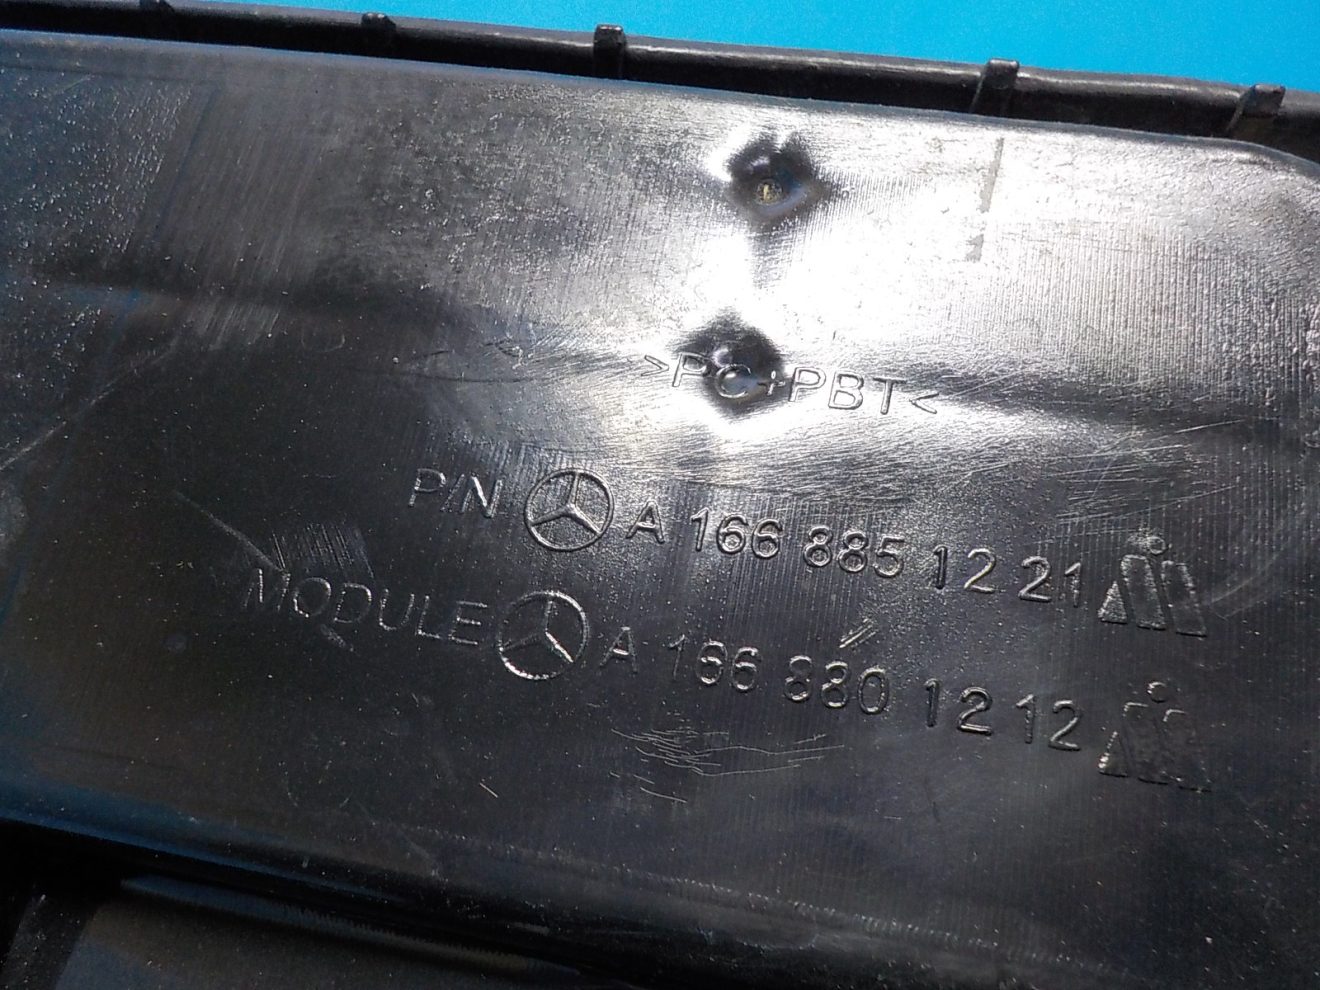 >PC+PBT<
P/N A 166 885 12 21
MODULE A 166 880 12 12